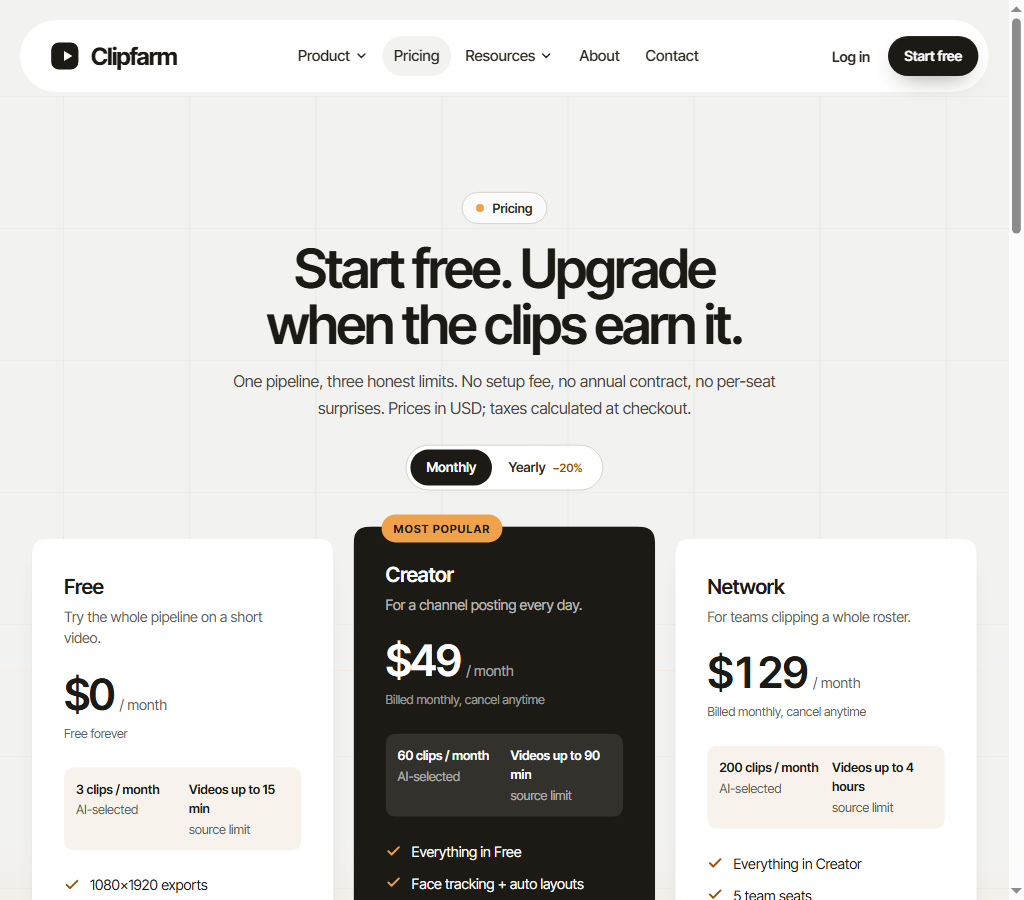 Clipfarm
Product
Pricing
Resources
About
Contact
Log in
Start free
Pricing
Start free. Upgrade
when the clips earn it.
One pipeline, three honest limits. No setup fee, no annual contract, no per-seat
surprises. Prices in USD; taxes calculated at checkout.
Monthly
Yearly −20%
Free
Try the whole pipeline on a short
video.
$0 / month
Free forever
3 clips / month
AI-selected
Videos up to 15
min
source limit
1080×1920 exports
MOST POPULAR
Creator
For a channel posting every day.
$49 / month
Billed monthly, cancel anytime
60 clips / month
AI-selected
Videos up to 90
min
source limit
Everything in Free
Face tracking + auto layouts
Network
For teams clipping a whole roster.
$129 / month
Billed monthly, cancel anytime
200 clips / month
AI-selected
Videos up to 4
hours
source limit
Everything in Creator
5 team seats